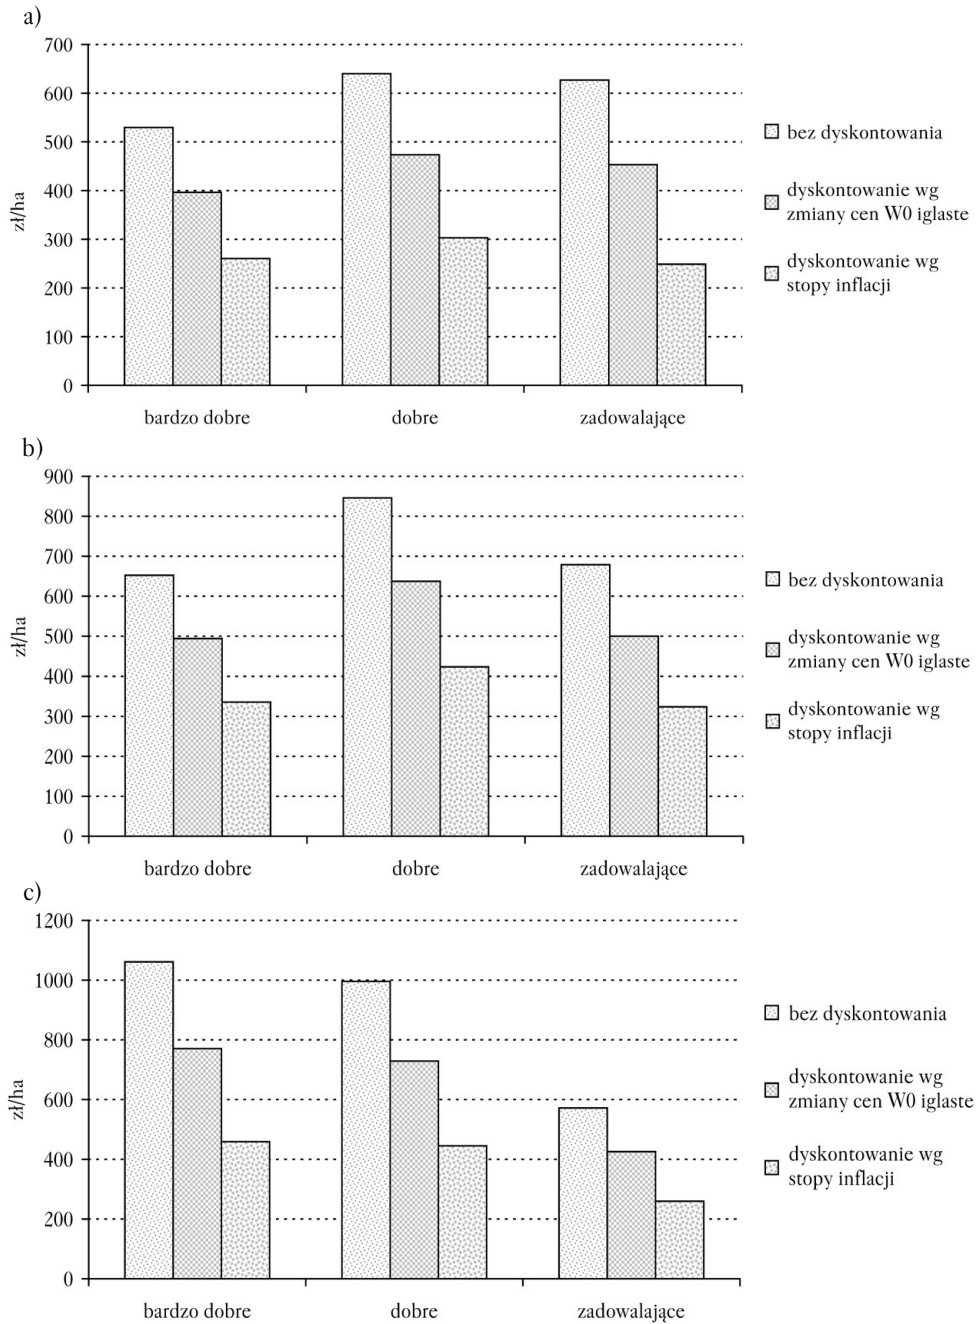 a)
700
600
500
400
300
200
100
0
zł/ha
bardzo dobre
dobre
zadowalające
bez dyskontowania
dyskontowanie wg
zmiany cen W0 iglaste
dyskontowanie wg
stopy inflacji
b)
900
800
700
600
500
400
300
200
100
0
zł/ha
bardzo dobre
dobre
zadowalające
bez dyskontowania
dyskontowanie wg
zmiany cen W0 iglaste
dyskontowanie wg
stopy inflacji
c)
1200
1000
800
600
400
200
0
zł/ha
bardzo dobre
dobre
zadowalające
bez dyskontowania
dyskontowanie wg
zmiany cen W0 iglaste
dyskontowanie wg
stopy inflacji